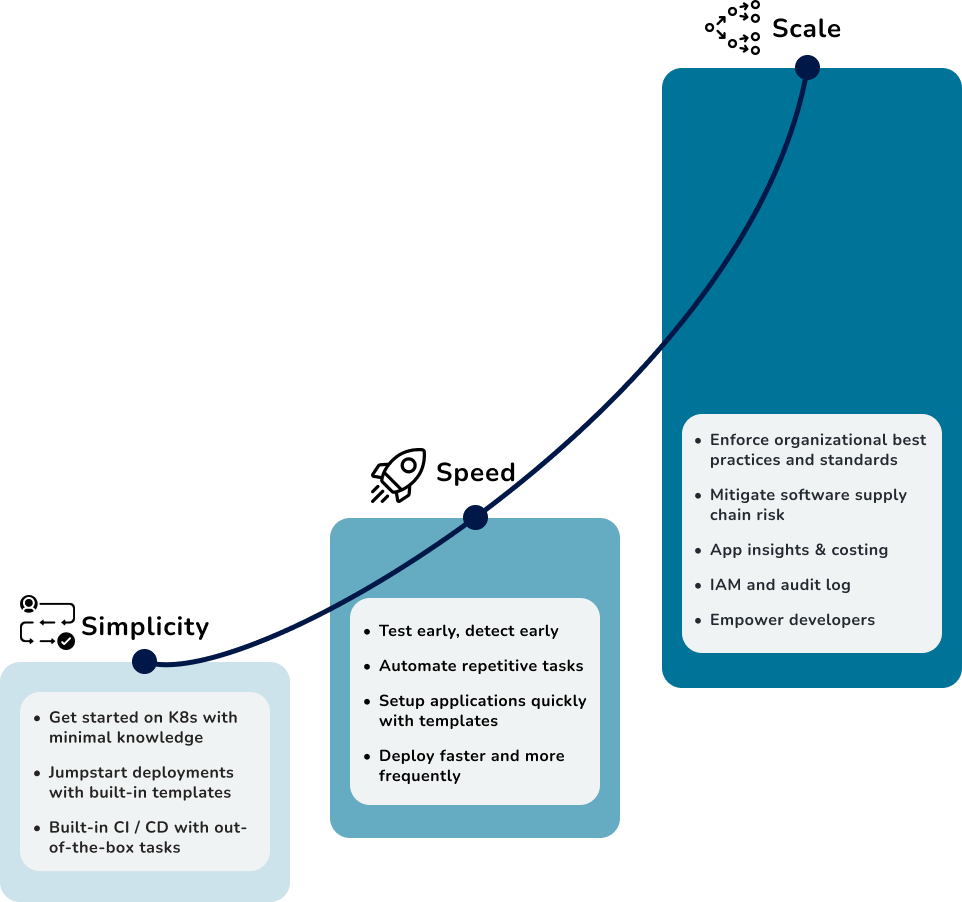 Simplicity
• Get started on K8s with
minimal knowledge
• Jumpstart deployments
with built-in templates
• Built-in CI / CD with out-
of-the-box tasks
Speed
• Test early, detect early
• Automate repetitive tasks
• Setup applications quickly
with templates
• Deploy faster and more
frequently
Scale
• Enforce organizational best
practices and standards
• Mitigate software supply
chain risk
• App insights & costing
• IAM and audit log
• Empower developers